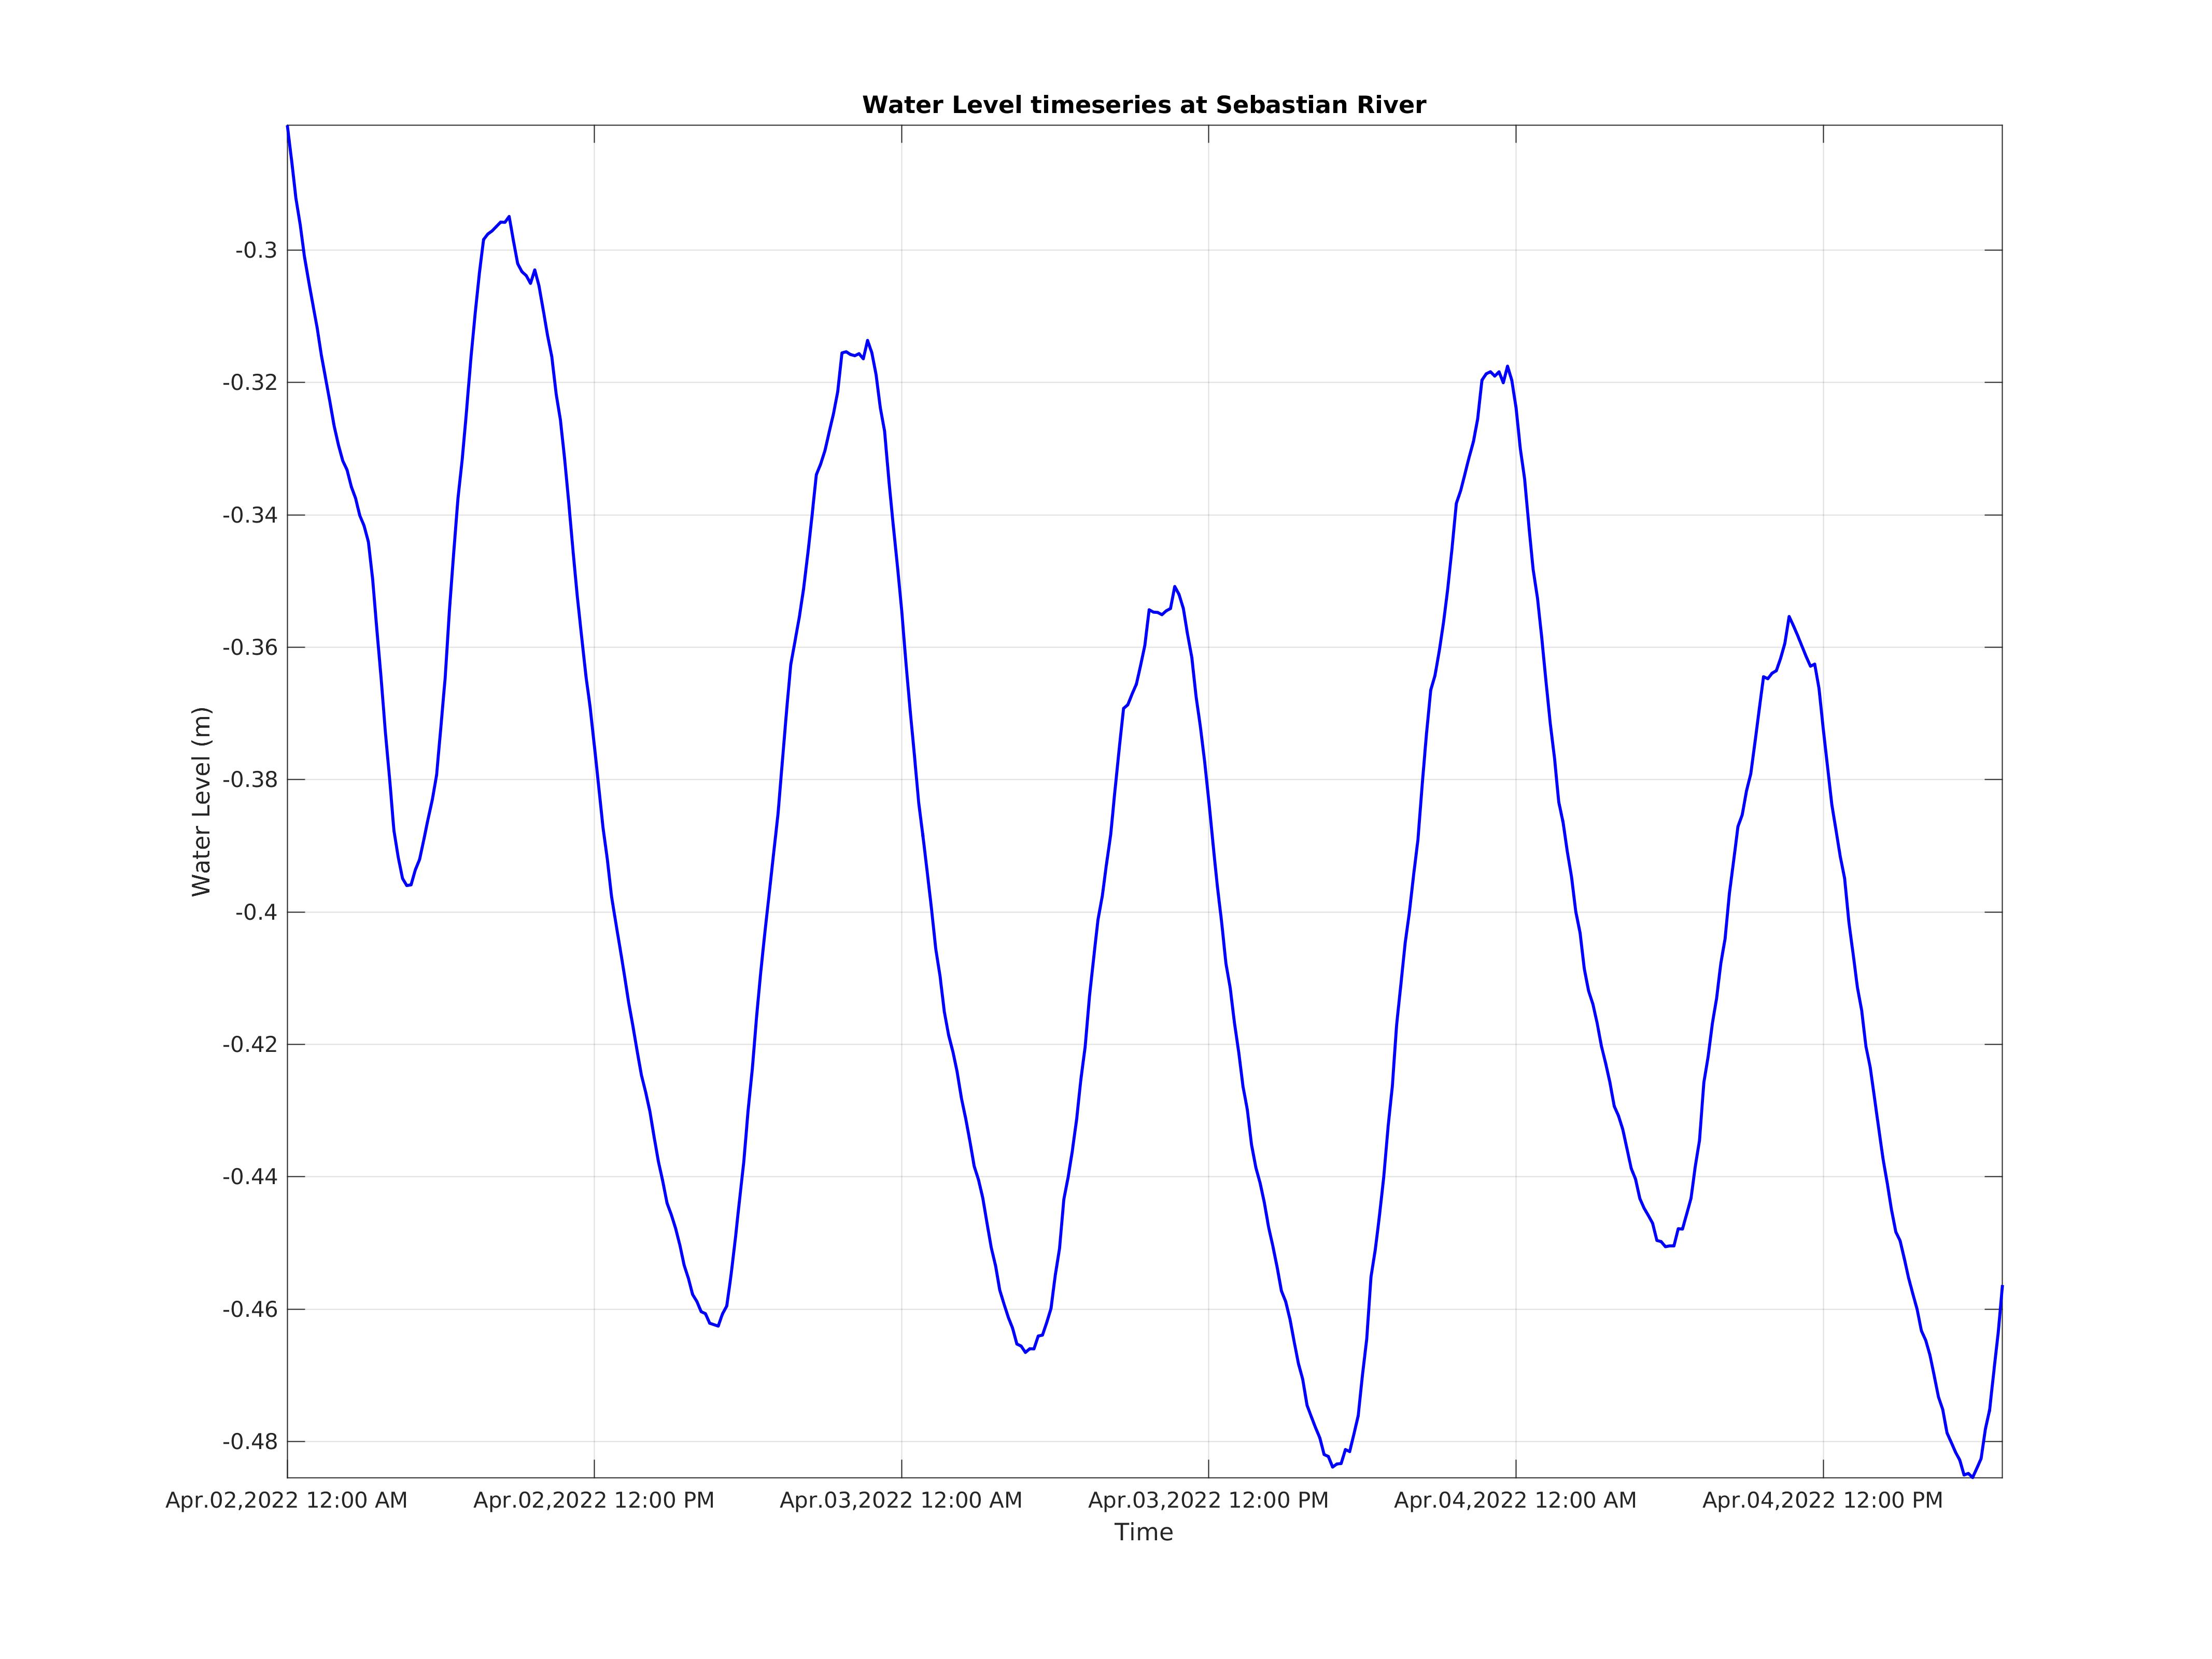 Water Level timeseries at Sebastian River
Water Level (m)
-0.3
-0.32
-0.34
-0.36
-0.38
-0.4
-0.42
-0.44
-0.46
-0.48
Apr.02,2022 12:00 AM
Apr.02,2022 12:00 PM
Apr.03,2022 12:00 AM
Apr.03,2022 12:00 PM
Apr.04,2022 12:00 AM
Apr.04,2022 12:00 PM
Time